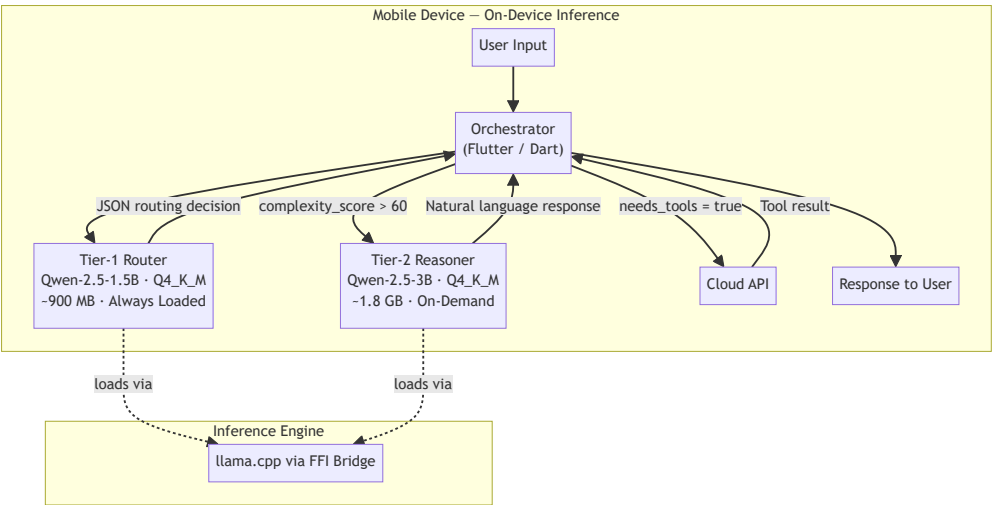 Mobile Device — On-Device Inference
User Input
Orchestrator
(Flutter / Dart)
JSON routing decision
complexity_score > 60
Natural language response
needs_tools = true
Tool result
Tier-1 Router
Qwen-2.5-1.5B · Q4_K_M
~900 MB · Always Loaded
Tier-2 Reasoner
Qwen-2.5-3B · Q4_K_M
~1.8 GB · On-Demand
Cloud API
Response to User
loads via
loads via
Inference Engine
llama.cpp via FFI Bridge